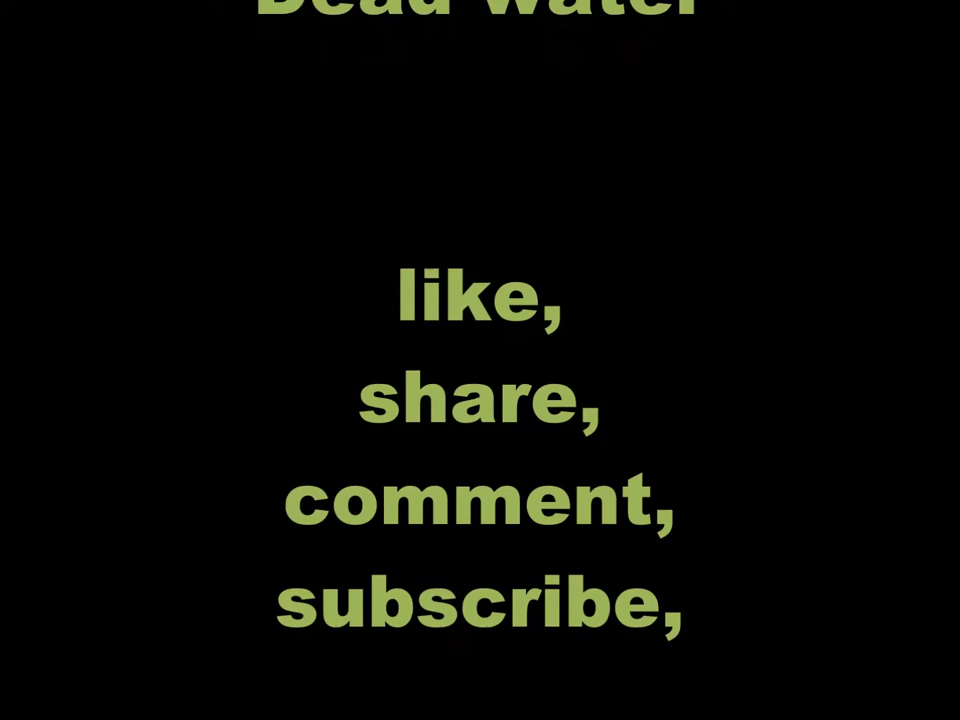 Dead water
like,
share,
comment,
subscribe,